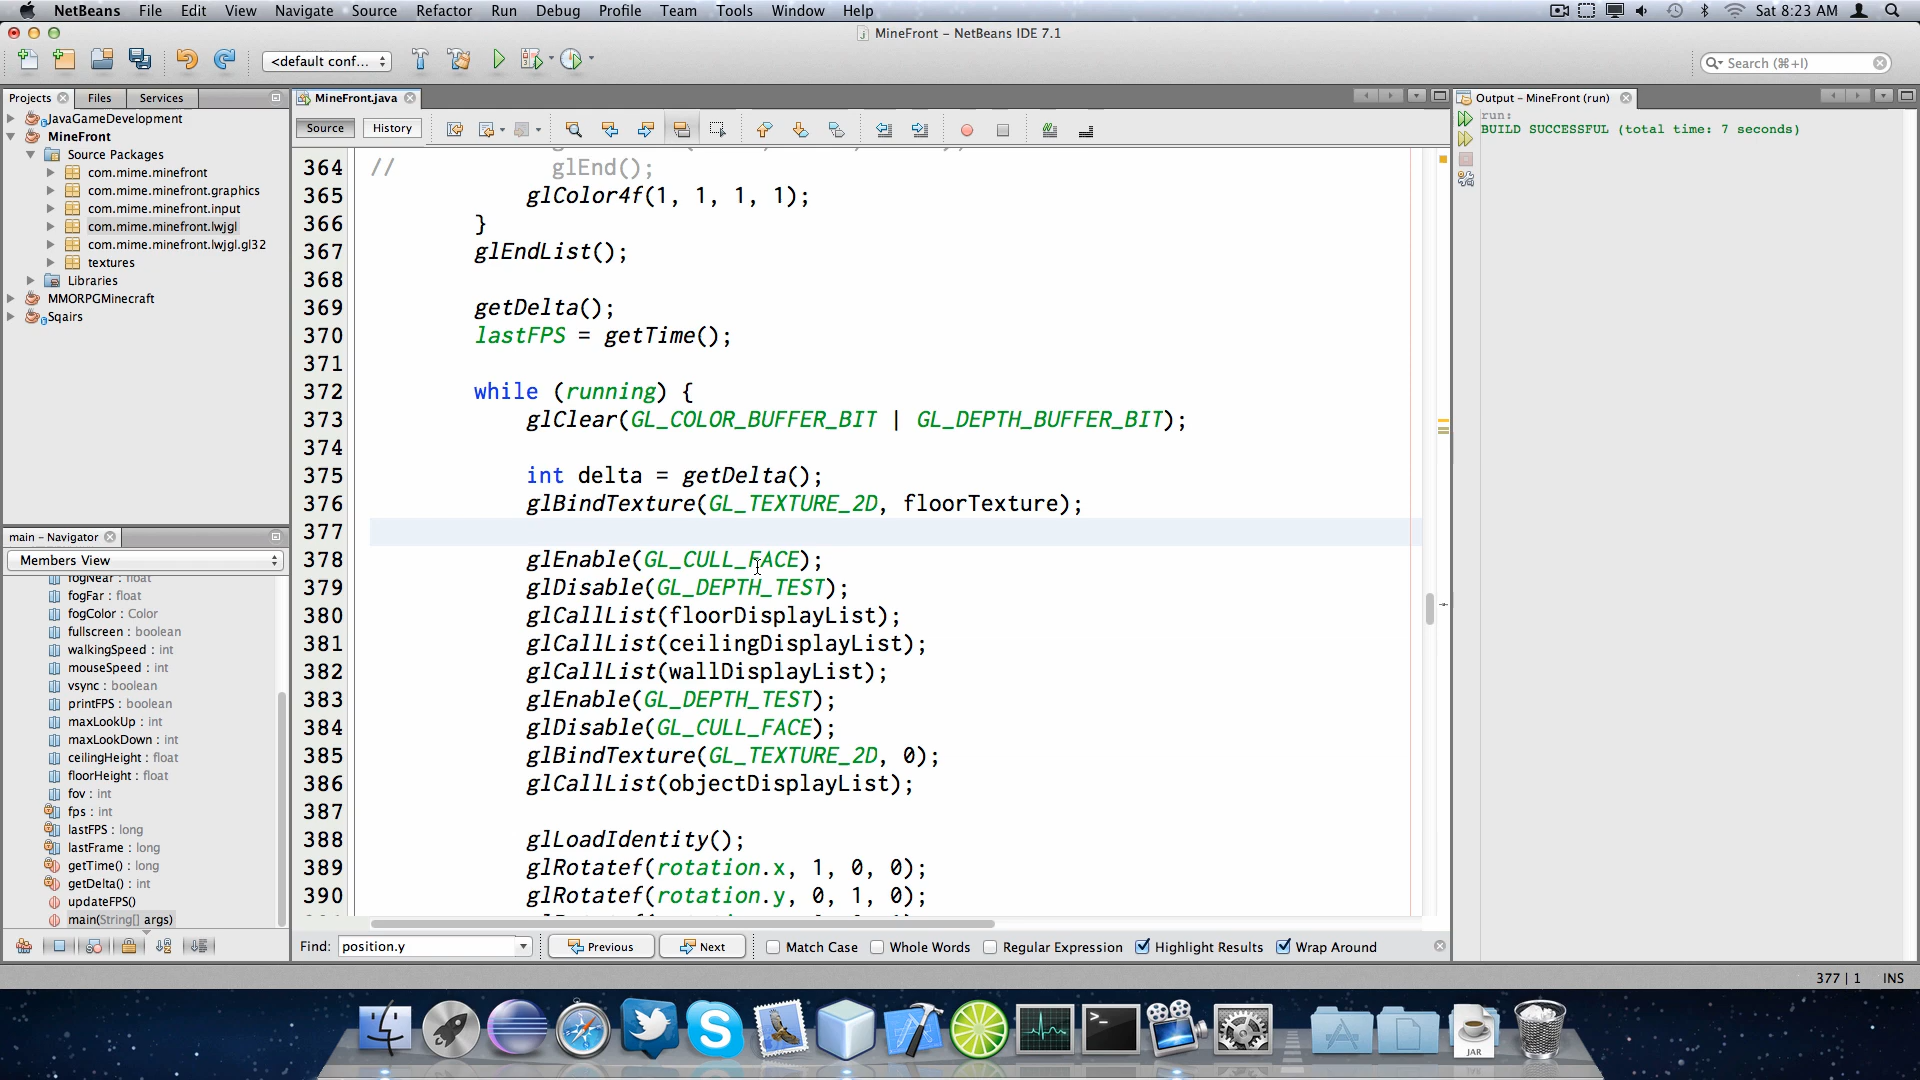 NetBeans File Edit View Navigate Source Refactor Run Debug Profile Team Tools Window Help Sat 8:23 AM
MineFront – NetBeans IDE 7.1
<default conf... Search (⌘+I)
Projects Files Services
JavaGameDevelopment
MineFront
Source Packages
com.mime.minefront
com.mime.minefront.graphics
com.mime.minefront.input
com.mime.minefront.lwjgl
com.mime.minefront.lwjgl.gl32
textures
Libraries
MMORPGMinecraft
Sqairs
main – Navigator
Members View
fogNear : float
fogFar : float
fogColor : Color
fullscreen : boolean
walkingSpeed : int
mouseSpeed : int
vsync : boolean
printFPS : boolean
maxLookUp : int
maxLookDown : int
ceilingHeight : float
floorHeight : float
fov : int
fps : int
lastFPS : long
lastFrame : long
getTime() : long
getDelta() : int
updateFPS()
main(String[] args)
MineFront.java
Source History
364 // glEnd();
365 glColor4f(1, 1, 1, 1);
366 }
367 glEndList();
368
369 getDelta();
370 lastFPS = getTime();
371
372 while (running) {
373 glClear(GL_COLOR_BUFFER_BIT | GL_DEPTH_BUFFER_BIT);
374
375 int delta = getDelta();
376 glBindTexture(GL_TEXTURE_2D, floorTexture);
377
378 glEnable(GL_CULL_FACE);
379 glDisable(GL_DEPTH_TEST);
380 glCallList(floorDisplayList);
381 glCallList(ceilingDisplayList);
382 glCallList(wallDisplayList);
383 glEnable(GL_DEPTH_TEST);
384 glDisable(GL_CULL_FACE);
385 glBindTexture(GL_TEXTURE_2D, 0);
386 glCallList(objectDisplayList);
387
388 glLoadIdentity();
389 glRotatef(rotation.x, 1, 0, 0);
390 glRotatef(rotation.y, 0, 1, 0);
Find: position.y Previous Next Match Case Whole Words Regular Expression Highlight Results Wrap Around
Output – MineFront (run)
run:
BUILD SUCCESSFUL (total time: 7 seconds)
377 | 1 INS
JAR